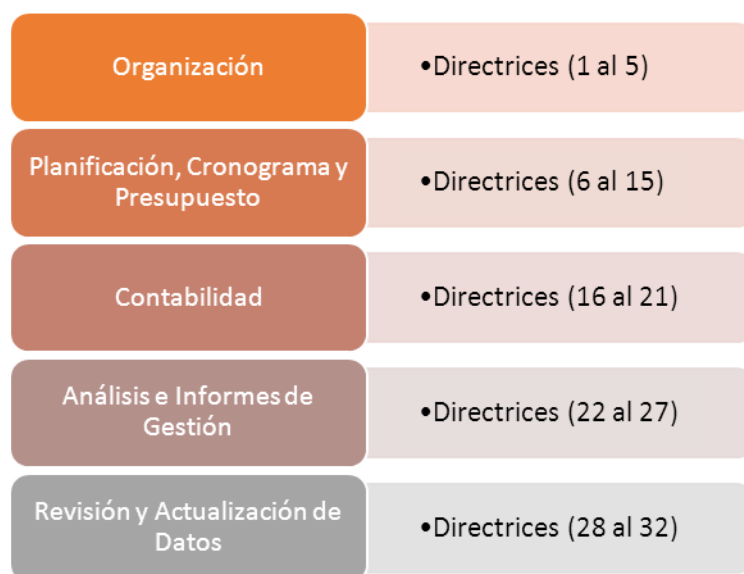 Organización
•Directrices (1 al 5)
Planificación, Cronograma y
Presupuesto
•Directrices (6 al 15)
Contabilidad
•Directrices (16 al 21)
Análisis e Informes de
Gestión
•Directrices (22 al 27)
Revisión y Actualización de
Datos
•Directrices (28 al 32)